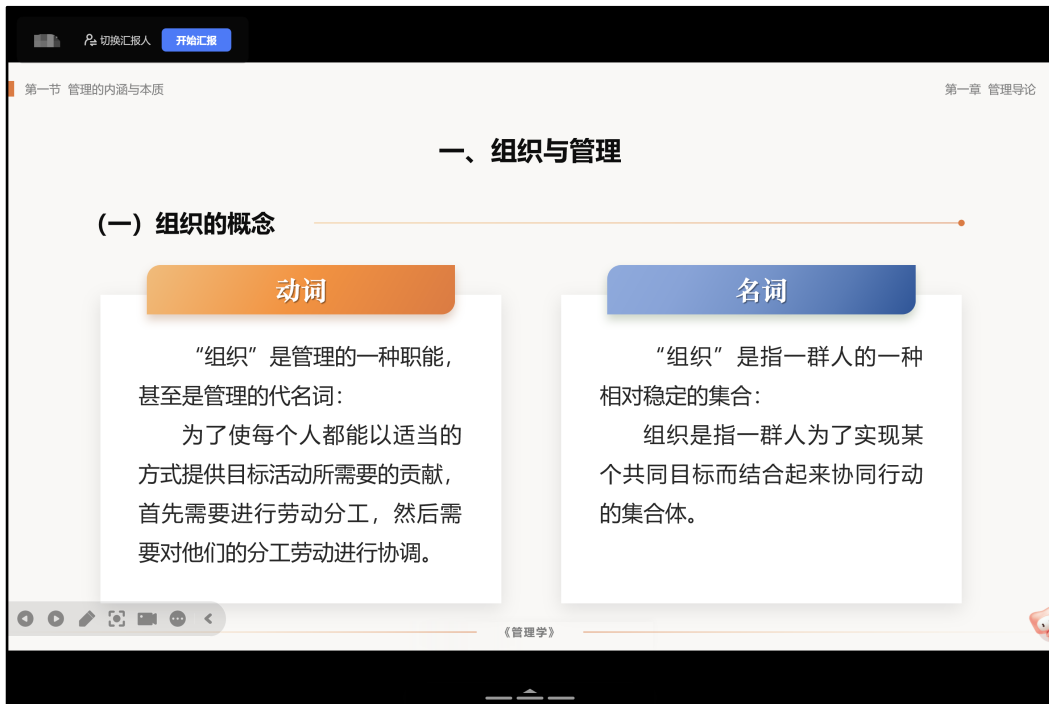 切换汇报人 开始汇报
第一节 管理的内涵与本质
第一章 管理导论
一、组织与管理
（一）组织的概念
动词
“组织”是管理的一种职能，
甚至是管理的代名词：
为了使每个人都能以适当的
方式提供目标活动所需要的贡献，
首先需要进行劳动分工，然后需
要对他们的分工劳动进行协调。
名词
“组织”是指一群人的一种
相对稳定的集合：
组织是指一群人为了实现某
个共同目标而结合起来协同行动
的集合体。
《管理学》